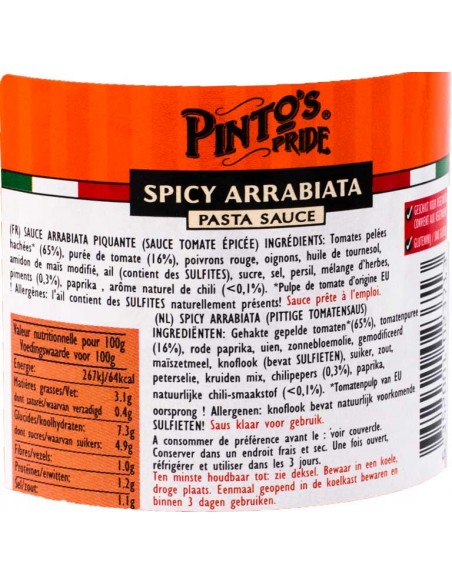 PINTO'S®
PRIDE
SPICY ARRABIATA
PASTA SAUCE
(FR) SAUCE ARRABIATA PIQUANTE (SAUCE TOMATE ÉPICÉE) INGRÉDIENTS: Tomates pelées
hachées* (65%), purée de tomate (16%), poivrons rouge, oignons, huile de tournesol,
amidon de maïs modifié, ail (contient des SULFITES), sucre, sel, persil, mélange d'herbes,
piments (0,3%), paprika , arôme naturel de chili (<0,1%). *Pulpe de tomate d'origine EU
! Allergènes: l'ail contient des SULFITES naturellement présents! Sauce prête à l'emploi.
(NL) SPICY ARRABIATA (PITTIGE TOMATENSAUS)
INGREDIËNTEN: Gehakte gepelde tomaten*(65%), tomatenpuree
(16%), rode paprika, uien, zonnebloemolie, gemodificeerd
maïszetmeel, knoflook (bevat SULFIETEN), suiker, zout,
peterselie, kruiden mix, chilipepers (0,3%), paprika,
natuurlijke chili-smaakstof (<0,1%). *Tomatenpulp van EU
oorsprong ! Allergenen: knoflook bevat natuurlijk voorkomende
SULFIETEN! Saus klaar voor gebruik.
A consommer de préférence avant le : voir couvercle.
Conserver dans un endroit frais et sec. Une fois ouvert,
réfrigérer et utiliser dans les 3 jours.
Ten minste houdbaar tot: zie deksel. Bewaar in een koele,
droge plaats. Eenmaal geopend in de koelkast bewaren en
binnen 3 dagen gebruiken.
Valeur nutritionnelle pour 100g
Voedingswaarde voor 100g
Energie: 267kJ/64kcal
Matières grasses/Vet: 3.1g
dont saturés/waarvan verzadigd 0.4g
Glucides/koolhydraten: 7.3g
dont sucres/waarvan suikers: 4.9g
Fibres/vezels: 1.0g
Protéines/eiwitten: 1.2g
Sel/zout: 1.1g